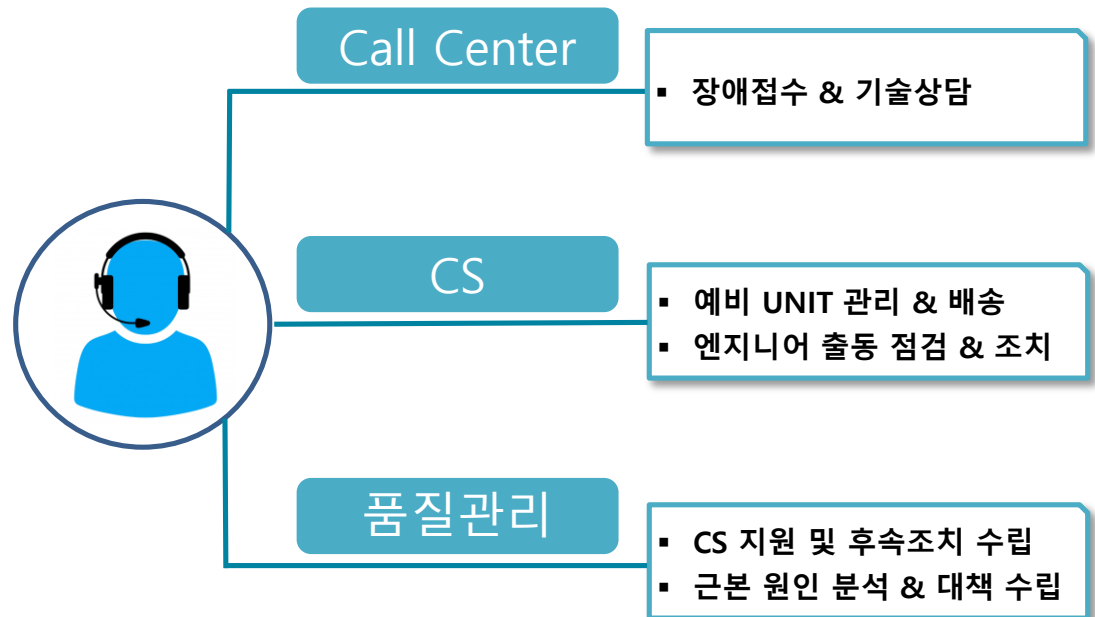 Call Center
▪ 장애접수 & 기술상담
CS
▪ 예비 UNIT 관리 & 배송
▪ 엔지니어 출동 점검 & 조치
품질관리
▪ CS 지원 및 후속조치 수립
▪ 근본 원인 분석 & 대책 수립